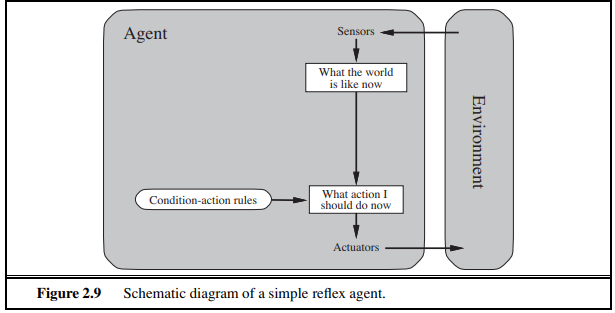 Agent
Sensors
What the world
is like now
Environment
Condition-action rules
What action I
should do now
Actuators
Figure 2.9 Schematic diagram of a simple reflex agent.